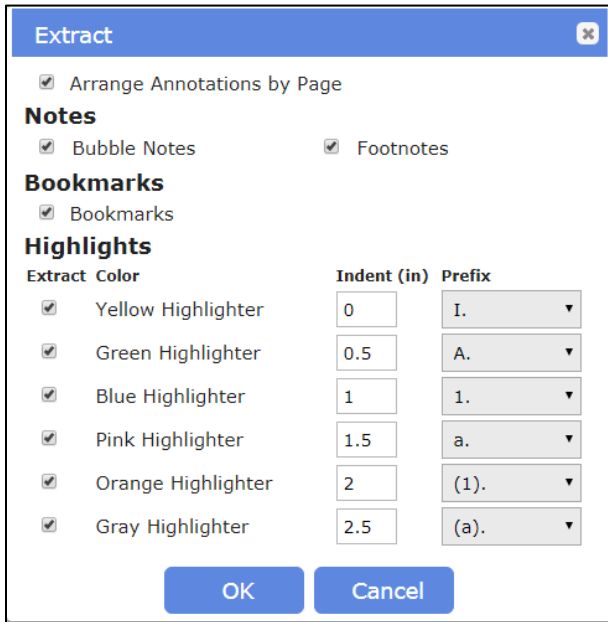 Extract
Arrange Annotations by Page
Notes
Bubble Notes Footnotes
Bookmarks
Bookmarks
Highlights
Extract Color Indent (in) Prefix
Yellow Highlighter 0 I.
Green Highlighter 0.5 A.
Blue Highlighter 1 1.
Pink Highlighter 1.5 a.
Orange Highlighter 2 (1).
Gray Highlighter 2.5 (a).
OK Cancel